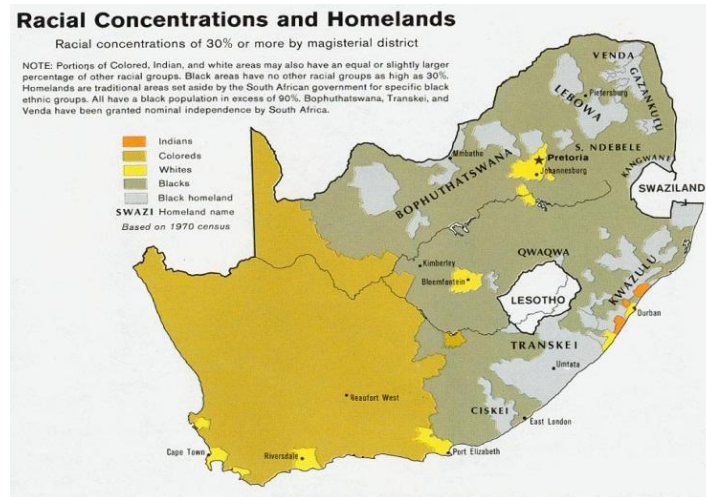 Racial Concentrations and Homelands
Racial concentrations of 30% or more by magisterial district
NOTE: Portions of Colored, Indian, and white areas may also have an equal or slightly larger
percentage of other racial groups. Black areas have no other racial groups as high as 30%.
Homelands are traditional areas set aside by the South African government for specific black
ethnic groups. All have a black population in excess of 90%. Bophuthatswana, Transkei, and
Venda have been granted nominal independence by South Africa.
Indians
Coloreds
Whites
Blacks
Black homeland
SWAZI Homeland name
Based on 1970 census
VENDA
GAZANKULU
LEBOWA
Pietersburg
S. NDEBELE
Mmbatho
Pretoria
Johannesburg
KANGWANE
BOPHUTHATSWANA
SWAZILAND
QWAQWA
Kimberley
Bloemfontein
LESOTHO
KWAZULU
Durban
TRANSKEI
Umtata
Beaufort West
CISKEI
East London
Cape Town
Riversdale
Port Elizabeth